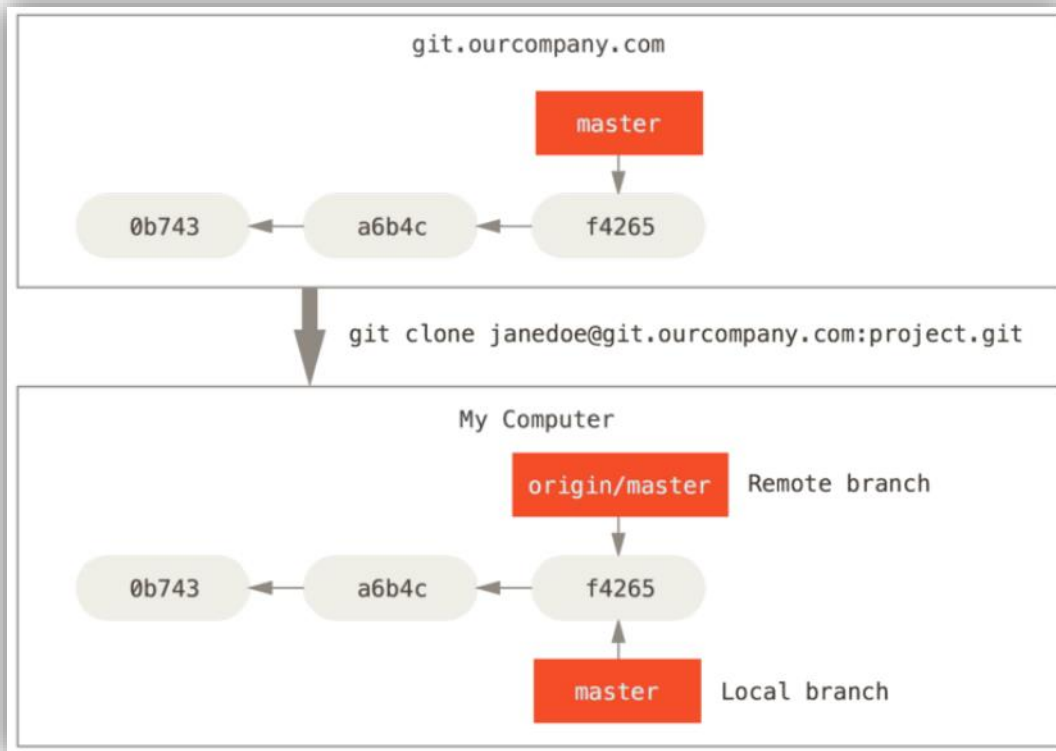 git.ourcompany.com
master
0b743 a6b4c f4265
git clone janedoe@git.ourcompany.com:project.git
My Computer
origin/master Remote branch
0b743 a6b4c f4265
master Local branch